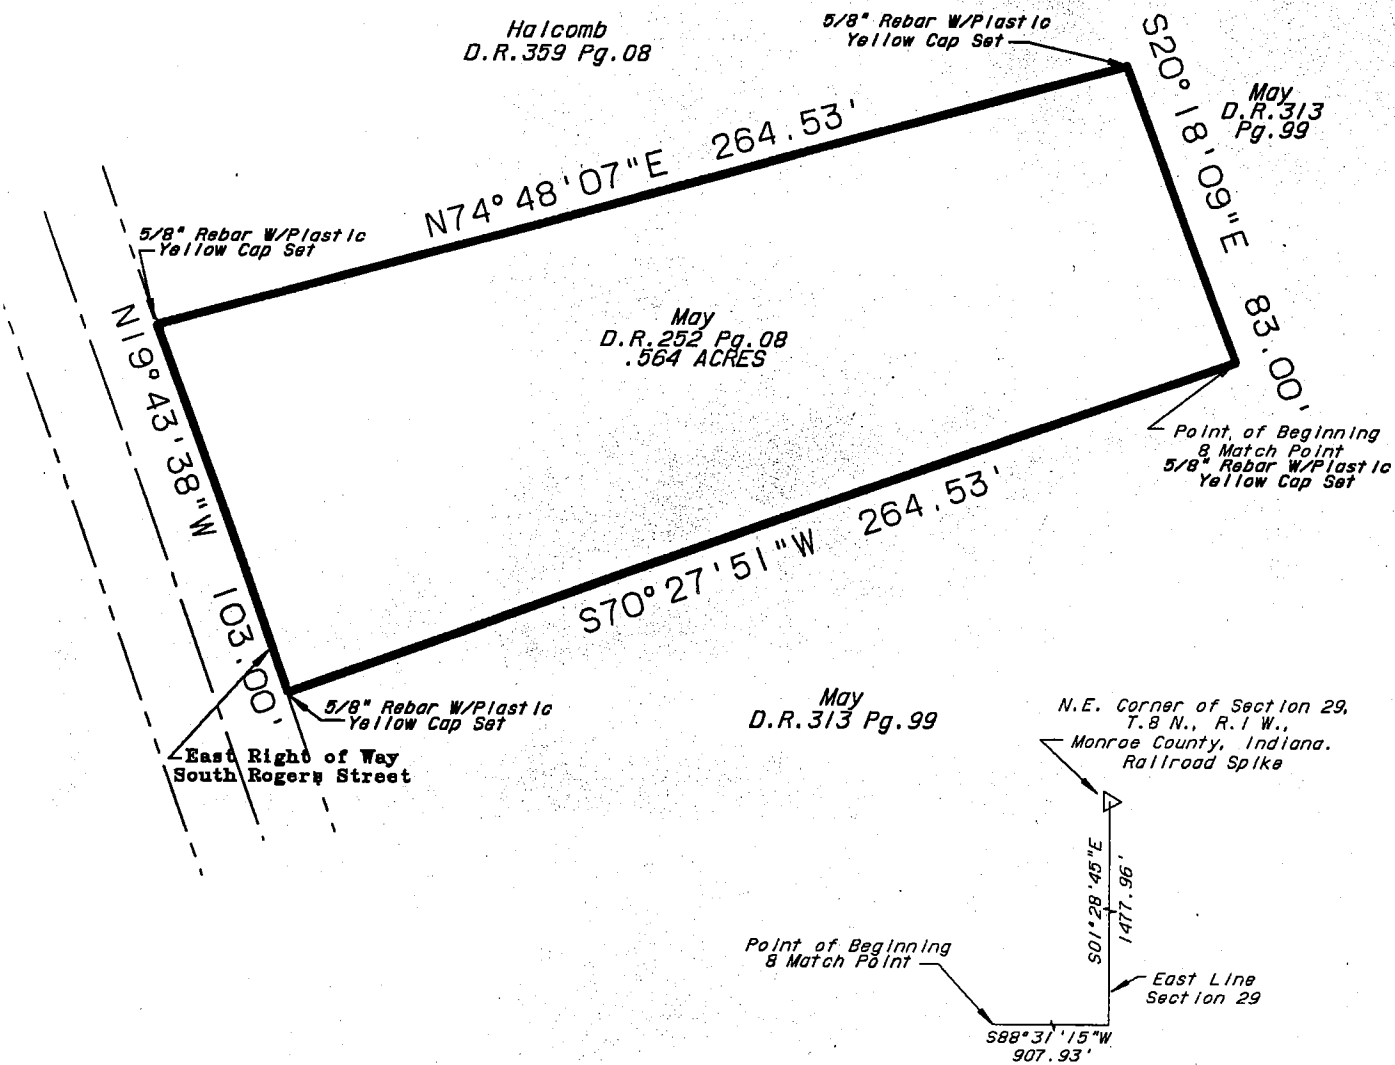 Halcomb
D.R.359 Pg.08
5/8" Rebar W/Plastic
Yellow Cap Set
S20°18'09"E 83.00'
May
D.R.313
Pg.99
N74°48'07"E 264.53'
5/8" Rebar W/Plastic
Yellow Cap Set
N19°43'38"W 103.00'
May
D.R.252 Pg.08
.564 ACRES
Point of Beginning
8 Match Point
5/8" Rebar W/Plastic
Yellow Cap Set
S70°27'51"W 264.53'
5/8" Rebar W/Plastic
Yellow Cap Set
East Right of Way
South Rogers Street
May
D.R.313 Pg.99
N.E. Corner of Section 29,
T.8 N., R.1 W.,
Monroe County, Indiana.
Railroad Spike
S01°28'45"E
1477.96'
Point of Beginning
8 Match Point
East Line
Section 29
S88°31'15"W
907.93'